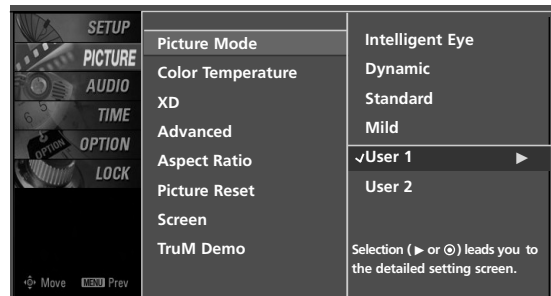 SETUP
PICTURE
AUDIO
TIME
OPTION
LOCK
Move MENU Prev
Picture Mode
Color Temperature
XD
Advanced
Aspect Ratio
Picture Reset
Screen
TruM Demo
Intelligent Eye
Dynamic
Standard
Mild
✓User 1 ▶
User 2
Selection ( ▶ or ⊙ ) leads you to
the detailed setting screen.